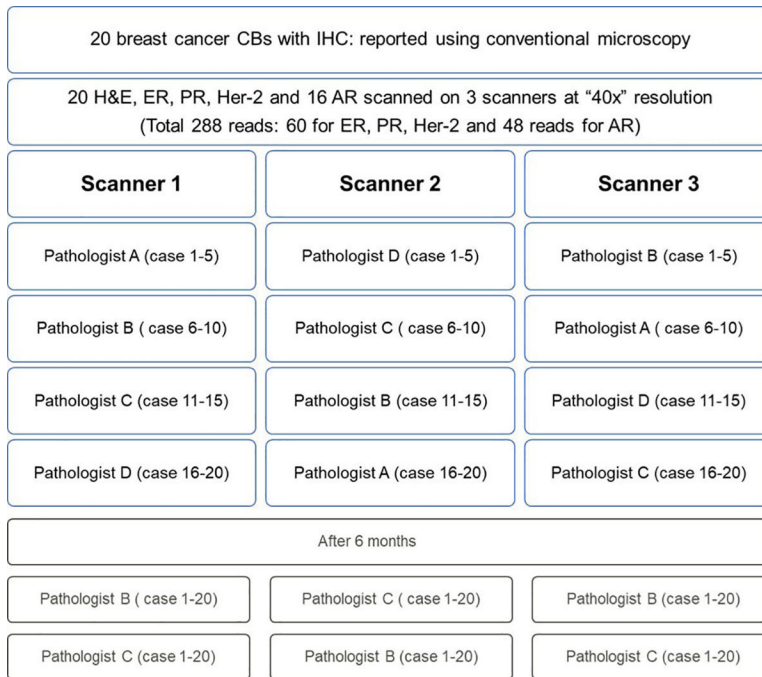 20 breast cancer CBs with IHC: reported using conventional microscopy
20 H&E, ER, PR, Her-2 and 16 AR scanned on 3 scanners at “40x” resolution
(Total 288 reads: 60 for ER, PR, Her-2 and 48 reads for AR)
Scanner 1 Scanner 2 Scanner 3
Pathologist A (case 1-5) Pathologist D (case 1-5) Pathologist B (case 1-5)
Pathologist B ( case 6-10) Pathologist C ( case 6-10) Pathologist A ( case 6-10)
Pathologist C (case 11-15) Pathologist B (case 11-15) Pathologist D (case 11-15)
Pathologist D (case 16-20) Pathologist A (case 16-20) Pathologist C (case 16-20)
After 6 months
Pathologist B ( case 1-20) Pathologist C ( case 1-20) Pathologist B (case 1-20)
Pathologist C (case 1-20) Pathologist B (case 1-20) Pathologist C (case 1-20)